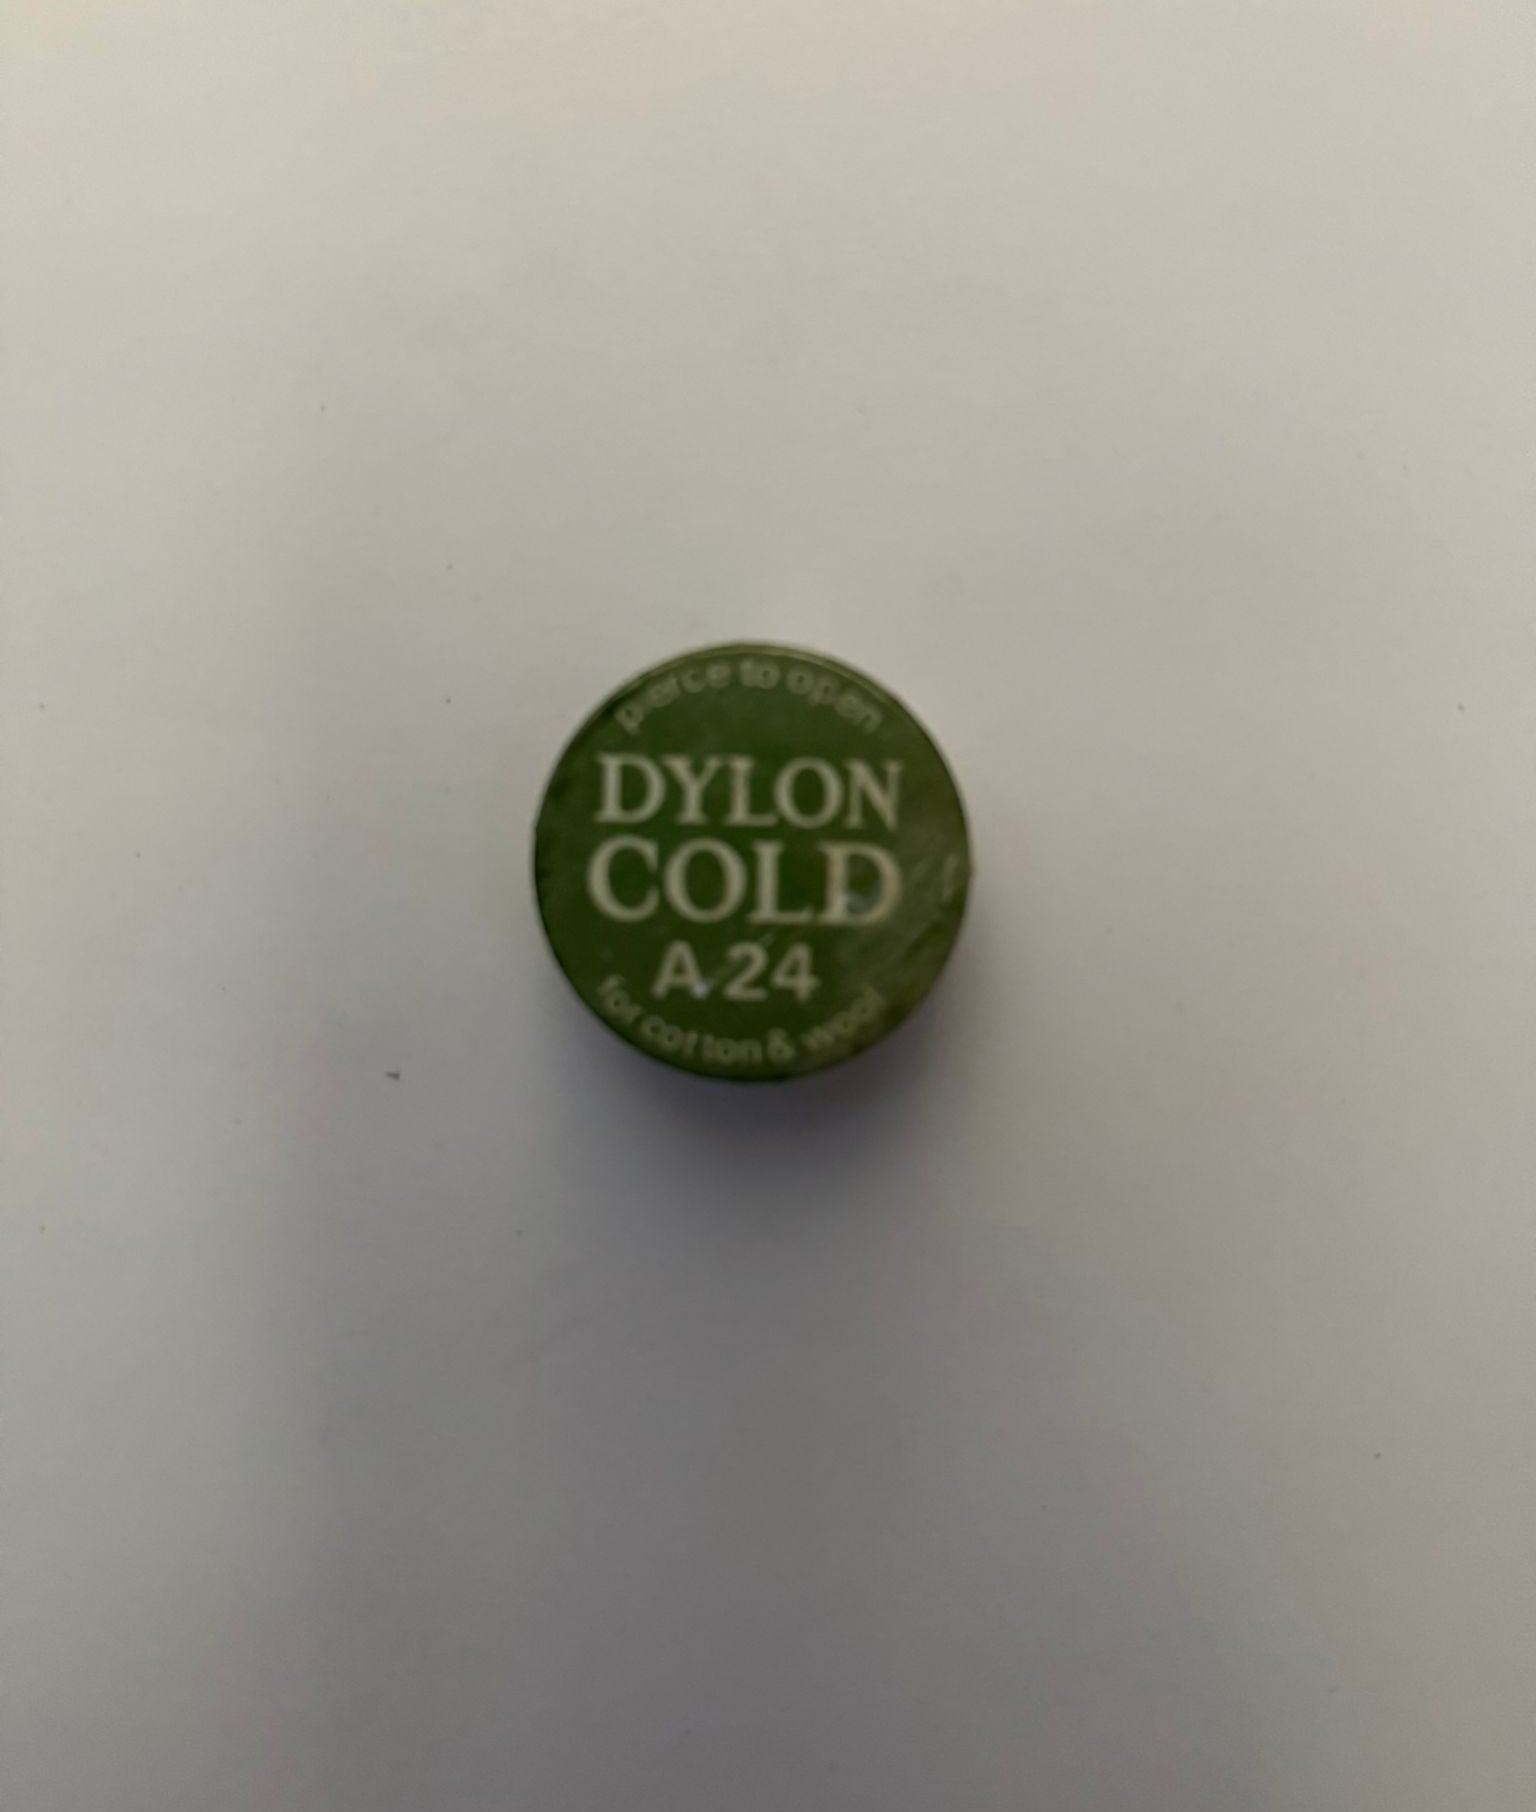 pierce to open
DYLON
COLD
A 24
for cotton & wool